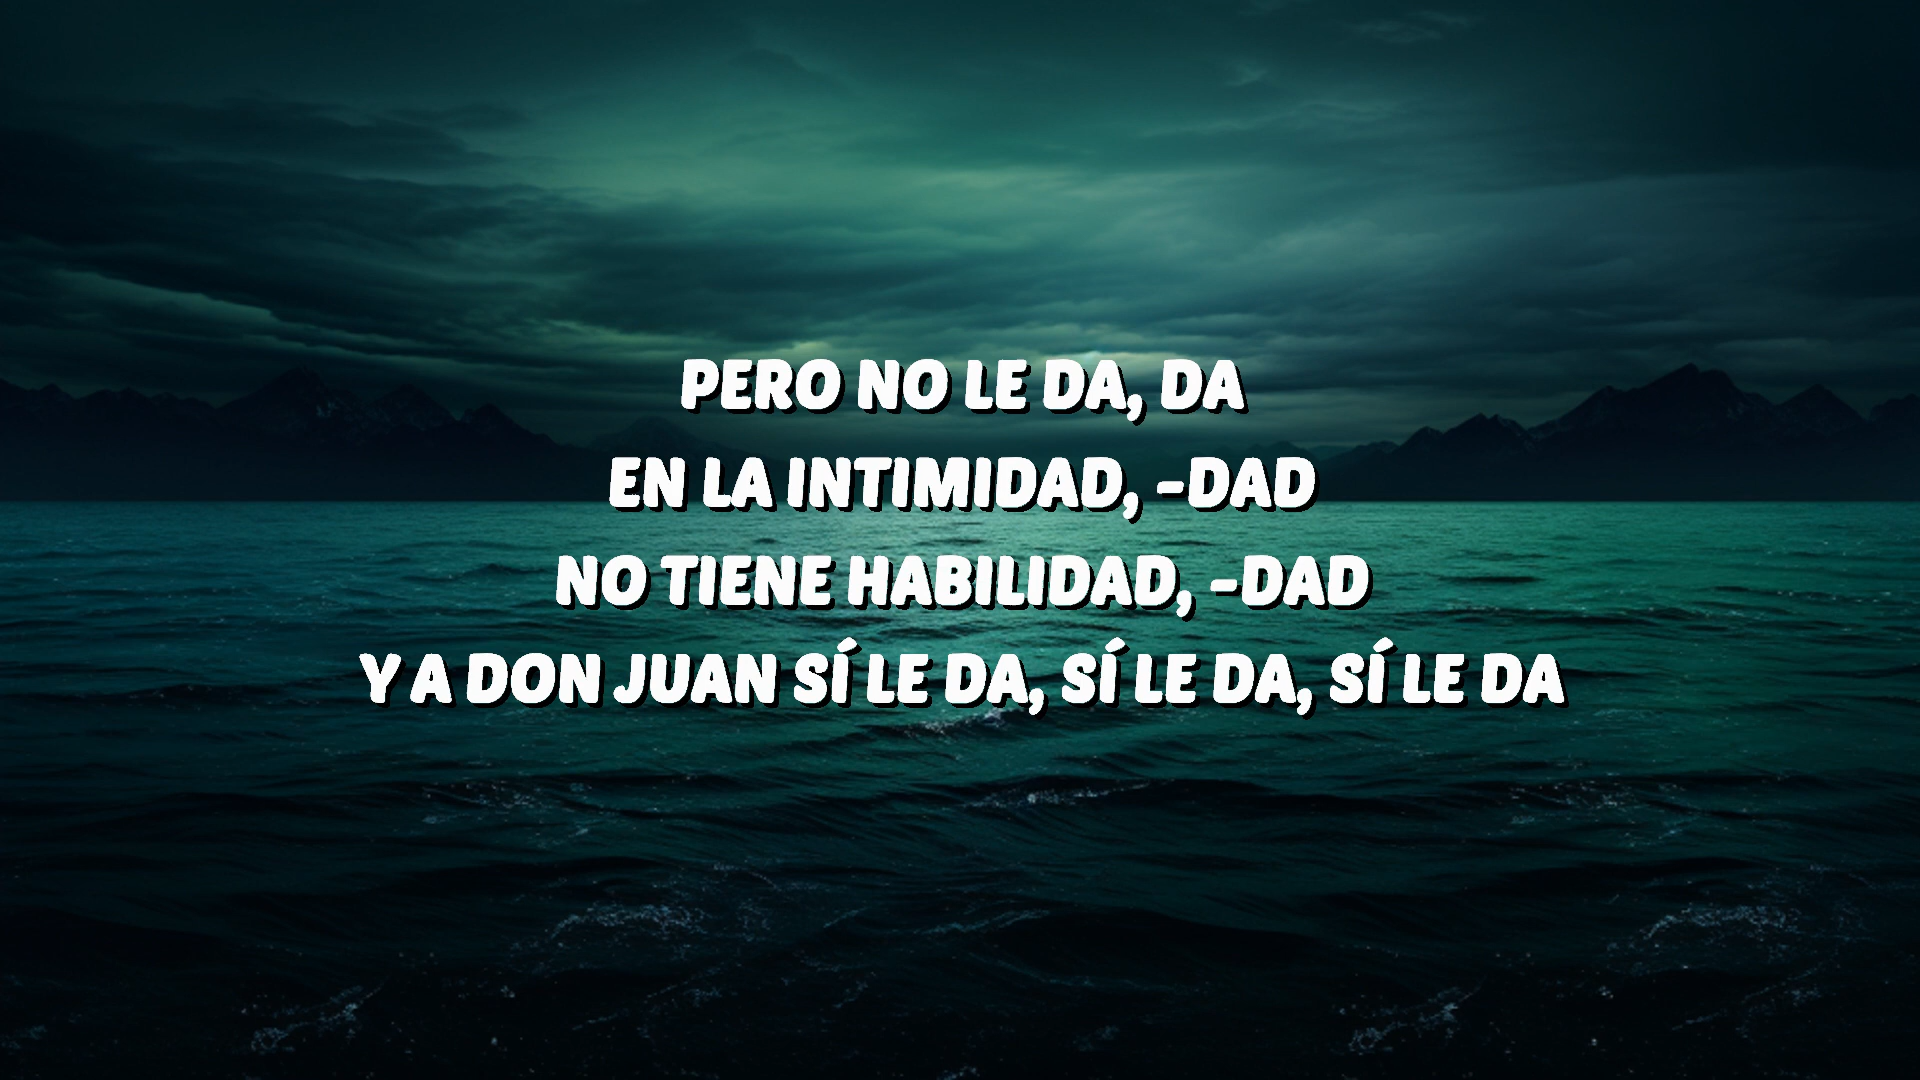 PERO NO LE DA, DA
EN LA INTIMIDAD, -DAD
NO TIENE HABILIDAD, -DAD
Y A DON JUAN SÍ LE DA, SÍ LE DA, SÍ LE DA